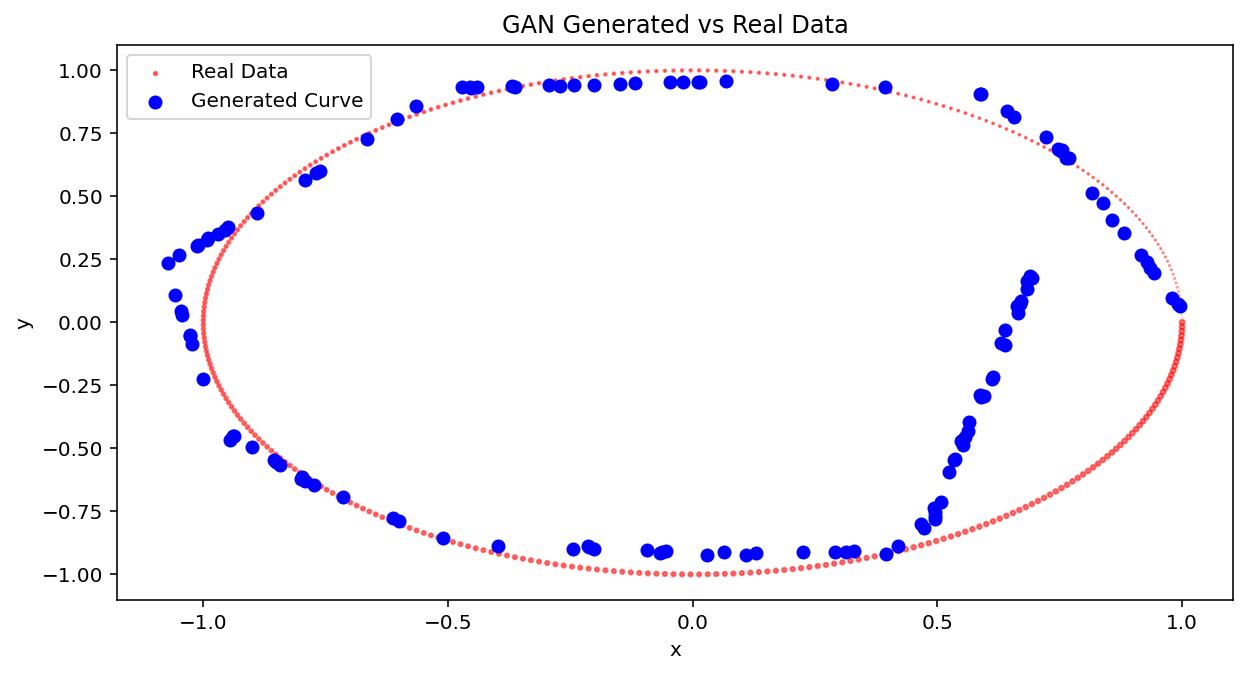 GAN Generated vs Real Data
Real Data
Generated Curve
1.00
0.75
0.50
0.25
0.00
−0.25
−0.50
−0.75
−1.00
y
−1.0 −0.5 0.0 0.5 1.0
x